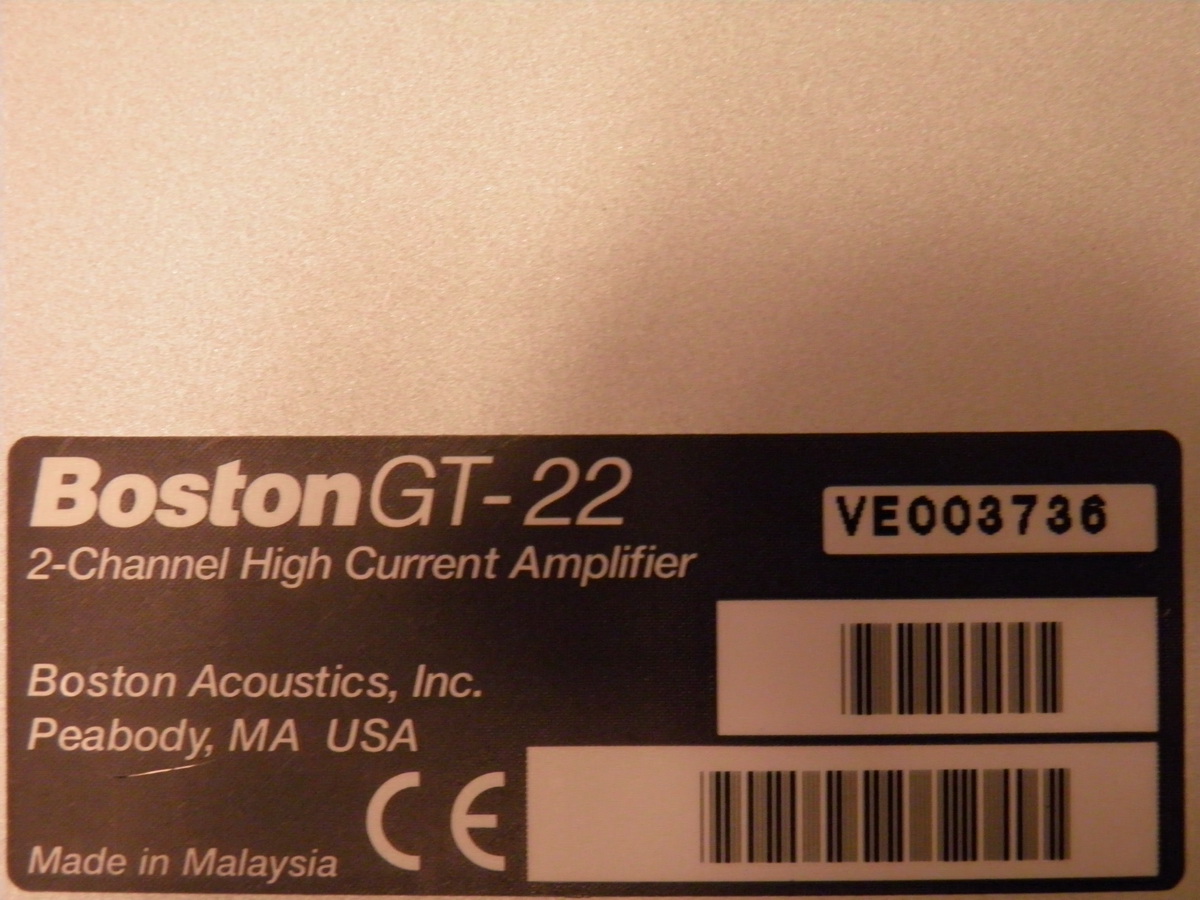 Boston GT-22
VE003736
2-Channel High Current Amplifier
Boston Acoustics, Inc.
Peabody, MA USA
CE
Made in Malaysia